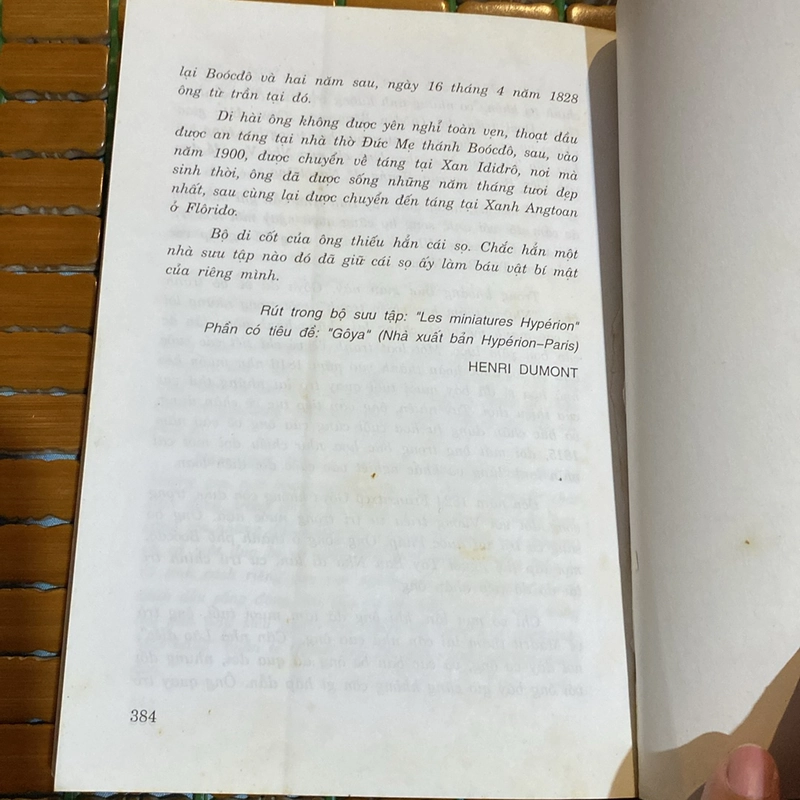 lại Boócdô và hai năm sau, ngày 16 tháng 4 năm 1828
ông từ trần tại đó.
Di hài ông không được yên nghỉ toàn vẹn, thoạt đầu
được an táng tại nhà thờ Đức Mẹ thánh Boócdô, sau, vào
năm 1900, được chuyển về táng tại Xan Ididrô, nơi mà
sinh thời, ông đã được sống những năm tháng tươi đẹp
nhất, sau cùng lại được chuyển đến táng tại Xanh Angtoan
ở Flôriđơ.
Bộ di cốt của ông thiếu hẳn cái sọ. Chắc hẳn một
nhà sưu tập nào đó đã giữ cái sọ ấy làm báu vật bí mật
của riêng mình.
Rút trong bộ sưu tập: "Les miniatures Hypérion"
Phần có tiêu đề: "Gôya" (Nhà xuất bản Hypérion–Paris)
HENRI DUMONT
384